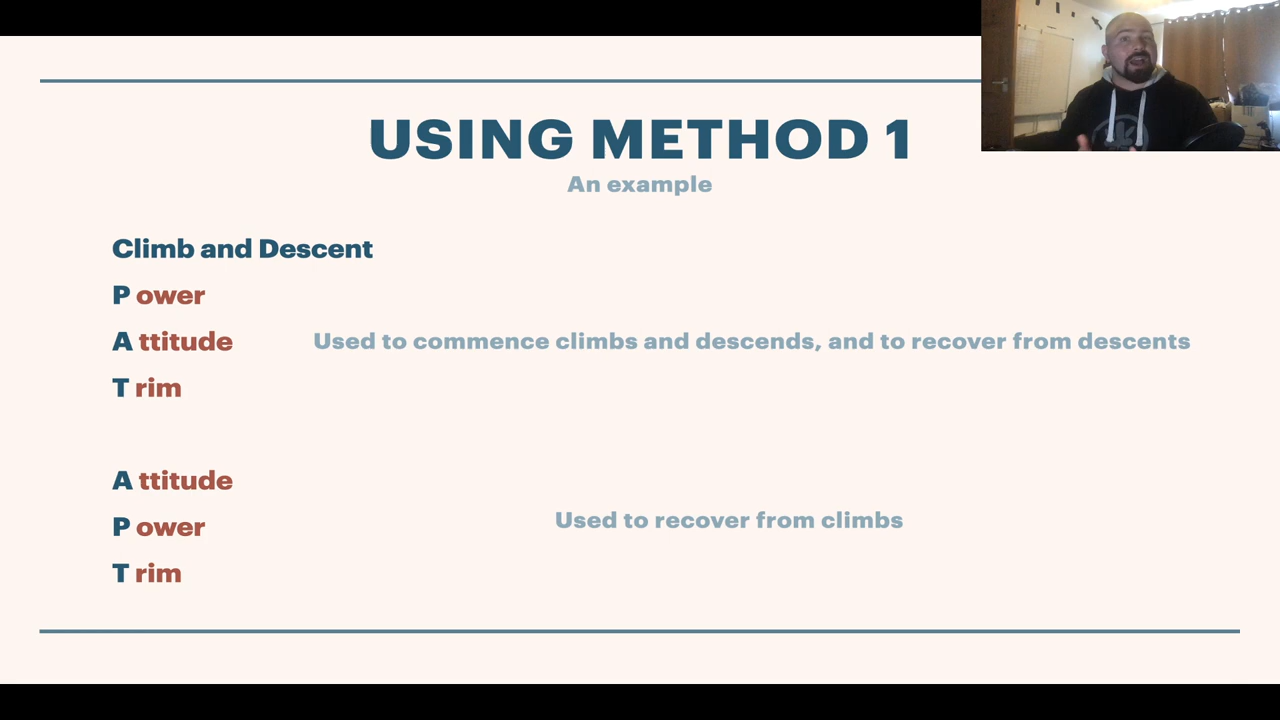 USING METHOD 1
An example
Climb and Descent
P ower
A ttitude
Used to commence climbs and descends, and to recover from descents
T rim
A ttitude
P ower
Used to recover from climbs
T rim